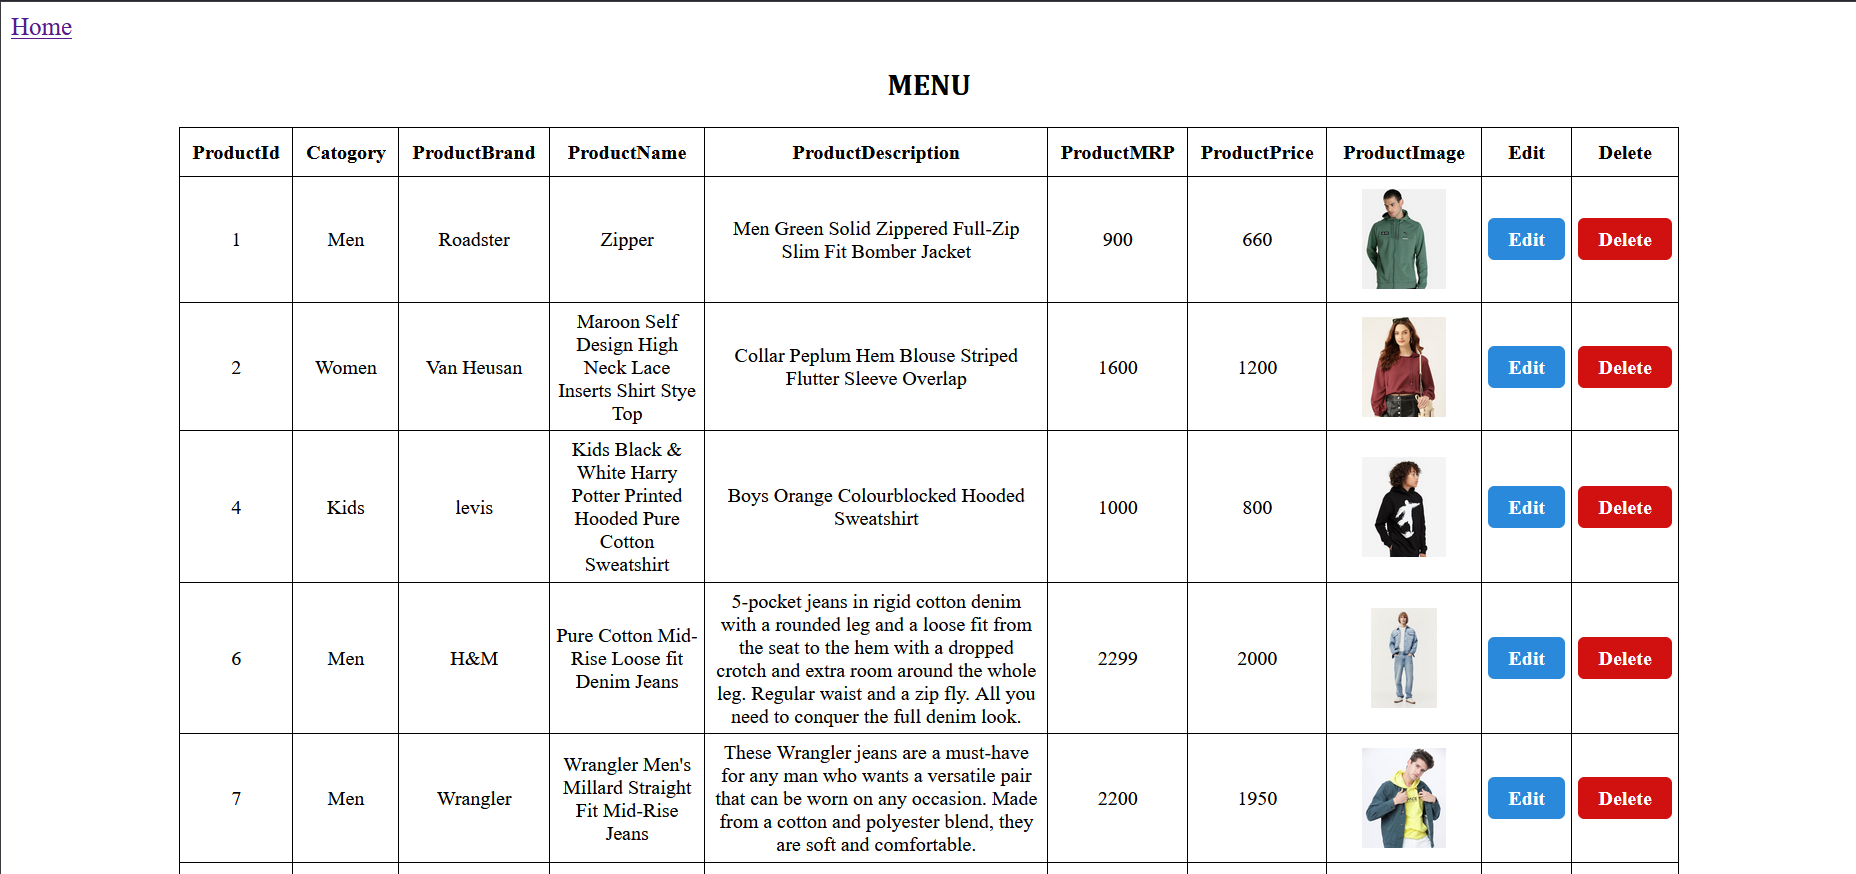 Home
MENU
ProductId Catogory ProductBrand ProductName ProductDescription ProductMRP ProductPrice ProductImage Edit Delete
1 Men Roadster Zipper Men Green Solid Zippered Full-Zip
Slim Fit Bomber Jacket 900 660 Edit Delete
2 Women Van Heusan Maroon Self
Design High
Neck Lace
Inserts Shirt Stye
Top Collar Peplum Hem Blouse Striped
Flutter Sleeve Overlap 1600 1200 Edit Delete
4 Kids levis Kids Black &
White Harry
Potter Printed
Hooded Pure
Cotton
Sweatshirt Boys Orange Colourblocked Hooded
Sweatshirt 1000 800 Edit Delete
6 Men H&M Pure Cotton Mid-
Rise Loose fit
Denim Jeans 5-pocket jeans in rigid cotton denim
with a rounded leg and a loose fit from
the seat to the hem with a dropped
crotch and extra room around the whole
leg. Regular waist and a zip fly. All you
need to conquer the full denim look. 2299 2000 Edit Delete
7 Men Wrangler Wrangler Men's
Millard Straight
Fit Mid-Rise
Jeans These Wrangler jeans are a must-have
for any man who wants a versatile pair
that can be worn on any occasion. Made
from a cotton and polyester blend, they
are soft and comfortable. 2200 1950 Edit Delete